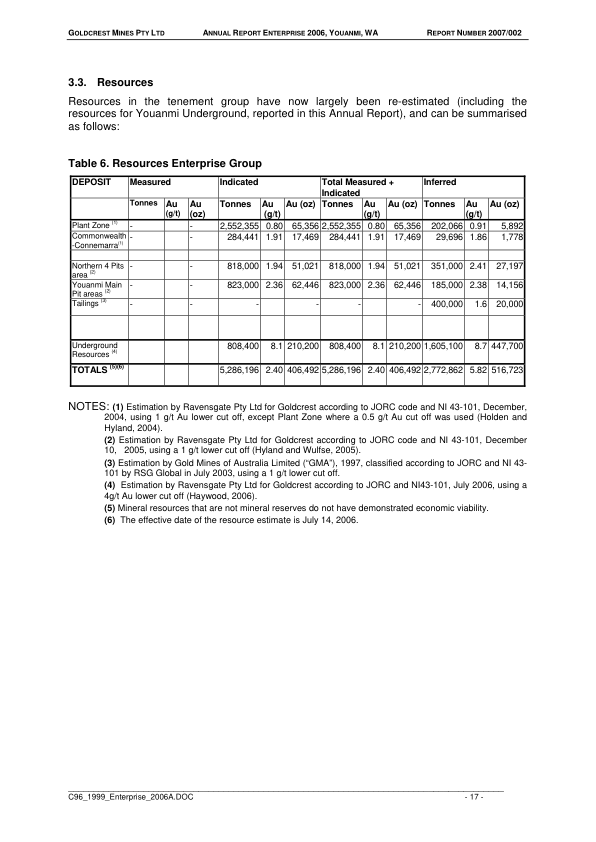 GOLDCREST MINES PTY LTD ANNUAL REPORT ENTERPRISE 2006, YOUANMI, WA REPORT NUMBER 2007/002
3.3. Resources
Resources in the tenement group have now largely been re-estimated (including the
resources for Youanmi Underground, reported in this Annual Report), and can be summarised
as follows:
Table 6. Resources Enterprise Group
DEPOSIT Measured Indicated Total Measured + Inferred
Indicated
Tonnes Au (g/t) Au (oz) Tonnes Au (g/t) Au (oz) Tonnes Au (g/t) Au (oz) Tonnes Au (g/t) Au (oz)
Plant Zone (1) - - 2,552,355 0.80 65,356 2,552,355 0.80 65,356 202,066 0.91 5,892
Commonwealth - - 284,441 1.91 17,469 284,441 1.91 17,469 29,696 1.86 1,778
-Connemarra(1)
Northern 4 Pits - - 818,000 1.94 51,021 818,000 1.94 51,021 351,000 2.41 27,197
area (2)
Youanmi Main - - 823,000 2.36 62,446 823,000 2.36 62,446 185,000 2.38 14,156
Pit areas (2)
Tailings (3) - - - - - - 400,000 1.6 20,000
Underground 808,400 8.1 210,200 808,400 8.1 210,200 1,605,100 8.7 447,700
Resources (4)
TOTALS (5)(6) 5,286,196 2.40 406,492 5,286,196 2.40 406,492 2,772,862 5.82 516,723
NOTES: (1) Estimation by Ravensgate Pty Ltd for Goldcrest according to JORC code and NI 43-101, December,
2004, using 1 g/t Au lower cut off, except Plant Zone where a 0.5 g/t Au cut off was used (Holden and
Hyland, 2004).
(2) Estimation by Ravensgate Pty Ltd for Goldcrest according to JORC code and NI 43-101, December
10, 2005, using a 1g/t lower cut off (Hyland and Wulfse, 2005).
(3) Estimation by Gold Mines of Australia Limited (“GMA”), 1997, classified according to JORC and NI 43-
101 by RSG Global in July 2003, using a 1 g/t lower cut off.
(4) Estimation by Ravensgate Pty Ltd for Goldcrest according to JORC and NI43-101, July 2006, using a
4g/t Au lower cut off (Haywood, 2006).
(5) Mineral resources that are not mineral reserves do not have demonstrated economic viability.
(6) The effective date of the resource estimate is July 14, 2006.
C96_1999_Enterprise_2006A.DOC - 17 -